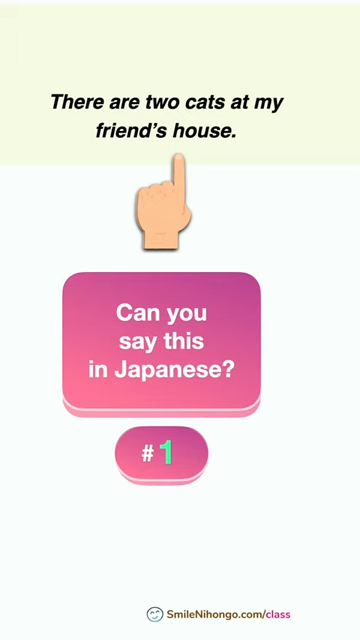 There are two cats at my
friend's house.
Can you
say this
in Japanese?
#1
SmileNihongo.com/class